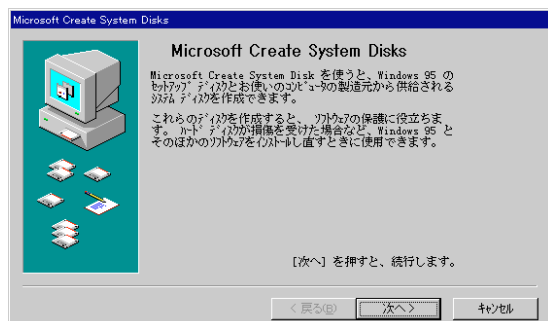 Microsoft Create System Disks
Microsoft Create System Disks
Microsoft Create System Disk を使うと、Windows 95 の
ｾｯﾄｱｯﾌﾟ ﾃﾞｨｽｸとお使いのｺﾝﾋﾟｭｰﾀの製造元から供給される
ｼｽﾃﾑ ﾃﾞｨｽｸを作成できます。
これらのﾃﾞｨｽｸを作成すると、 ｿﾌﾄｳｪｱの保護に役立ちま
す。 ﾊｰﾄﾞ ﾃﾞｨｽｸが損傷を受けた場合など、Windows 95 と
そのほかのｿﾌﾄｳｪｱをｲﾝｽﾄｰﾙし直すときに使用できます。
[次へ] を押すと、続行します。
< 戻る(B)
次へ >
ｷｬﾝｾﾙ